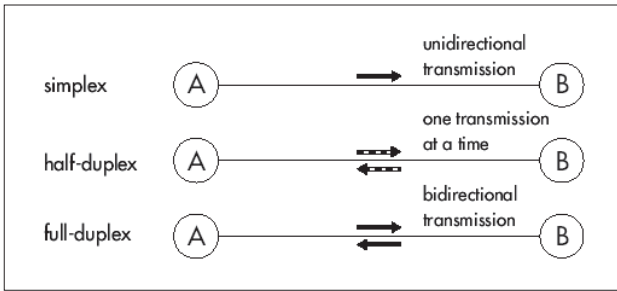 unidirectional
transmission
simplex A B
one transmission
at a time
half-duplex A B
bidirectional
transmission
full-duplex A B